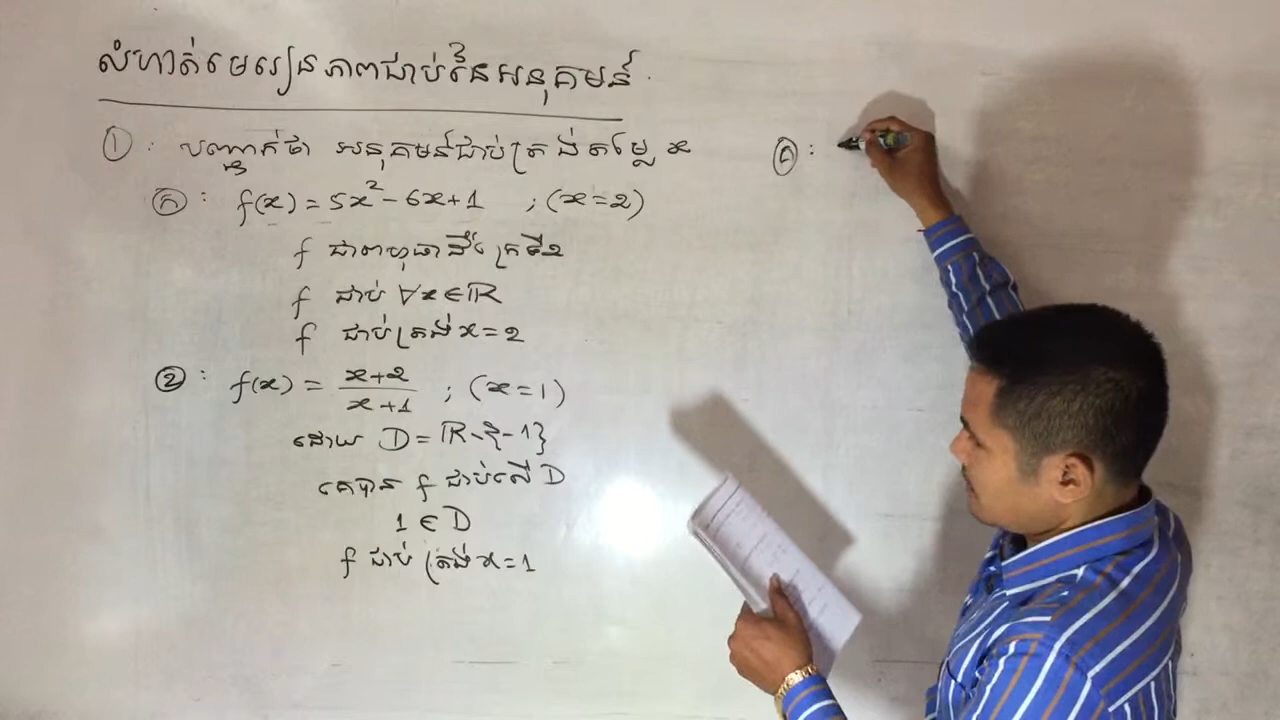 លំហាត់មេរៀនភាពជាប់នៃអនុគមន៍
① : បញ្ជាក់ថា អនុគមន៍ជាប់ត្រង់តម្លៃ x
ក : f(x) = 5x² - 6x + 1 ; (x = 2)
f ជាពហុធាដឺក្រេទី2
f ជាប់ ∀x ∈ ℝ
f ជាប់ត្រង់ x = 2
② : f(x) = (x+2)/(x+1) ; (x = 1)
ដោយ D = ℝ - {-1}
គេបាន f ជាប់លើ D
1 ∈ D
f ជាប់ ត្រង់ x = 1
គ :